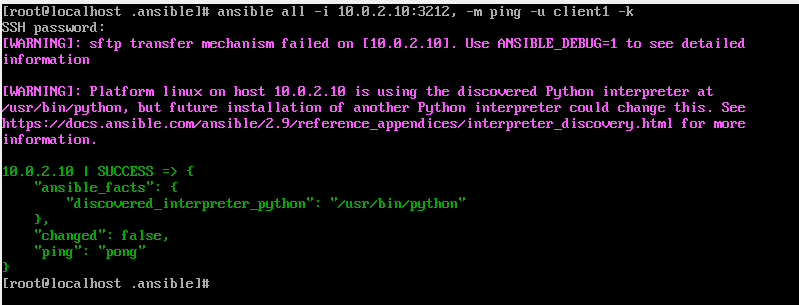 [root@localhost .ansible]# ansible all -i 10.0.2.10:3212, -m ping -u client1 -k
SSH password:
[WARNING]: sftp transfer mechanism failed on [10.0.2.10]. Use ANSIBLE_DEBUG=1 to see detailed
information
[WARNING]: Platform linux on host 10.0.2.10 is using the discovered Python interpreter at
/usr/bin/python, but future installation of another Python interpreter could change this. See
https://docs.ansible.com/ansible/2.9/reference_appendices/interpreter_discovery.html for more
information.
10.0.2.10 | SUCCESS => {
    "ansible_facts": {
        "discovered_interpreter_python": "/usr/bin/python"
    },
    "changed": false,
    "ping": "pong"
}
[root@localhost .ansible]#